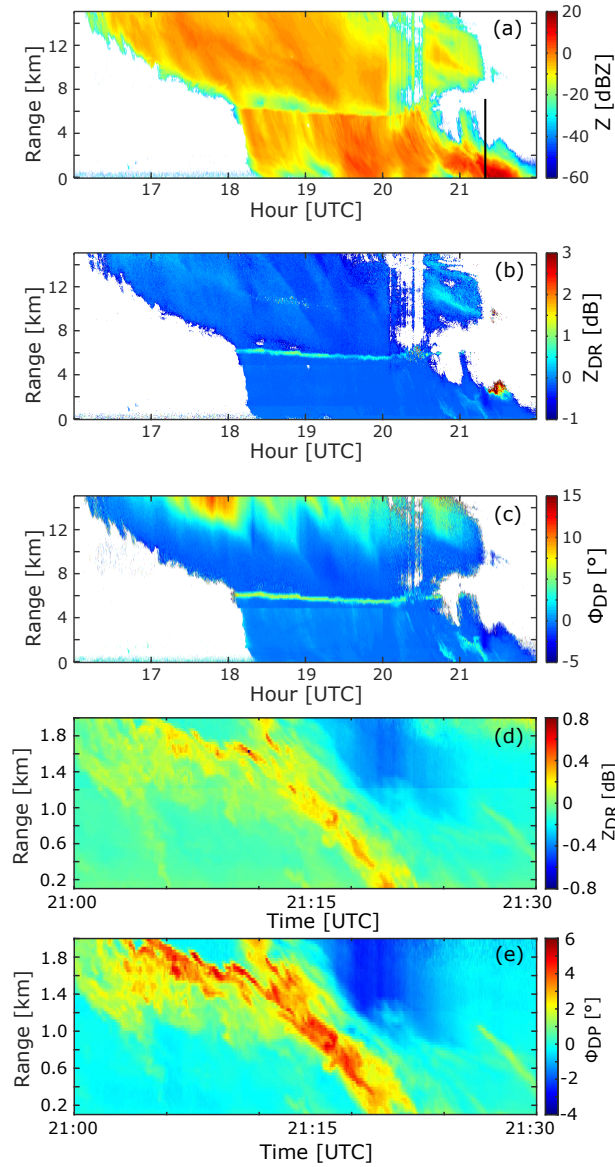 (a)
Range [km]
12
8
4
0
17 18 19 20 21
Hour [UTC]
20
0
-20
-40
-60
Z [dBZ]
(b)
Range [km]
12
8
4
0
17 18 19 20 21
Hour [UTC]
3
2
1
0
-1
Z_DR [dB]
(c)
Range [km]
12
8
4
0
17 18 19 20 21
Hour [UTC]
15
10
5
0
-5
Φ_DP [°]
(d)
Range [km]
1.8
1.4
1.0
0.6
0.2
21:00 21:15 21:30
Time [UTC]
0.8
0.4
0
-0.4
-0.8
Z_DR [dB]
(e)
Range [km]
1.8
1.4
1.0
0.6
0.2
21:00 21:15 21:30
Time [UTC]
6
4
2
0
-2
-4
Φ_DP [°]